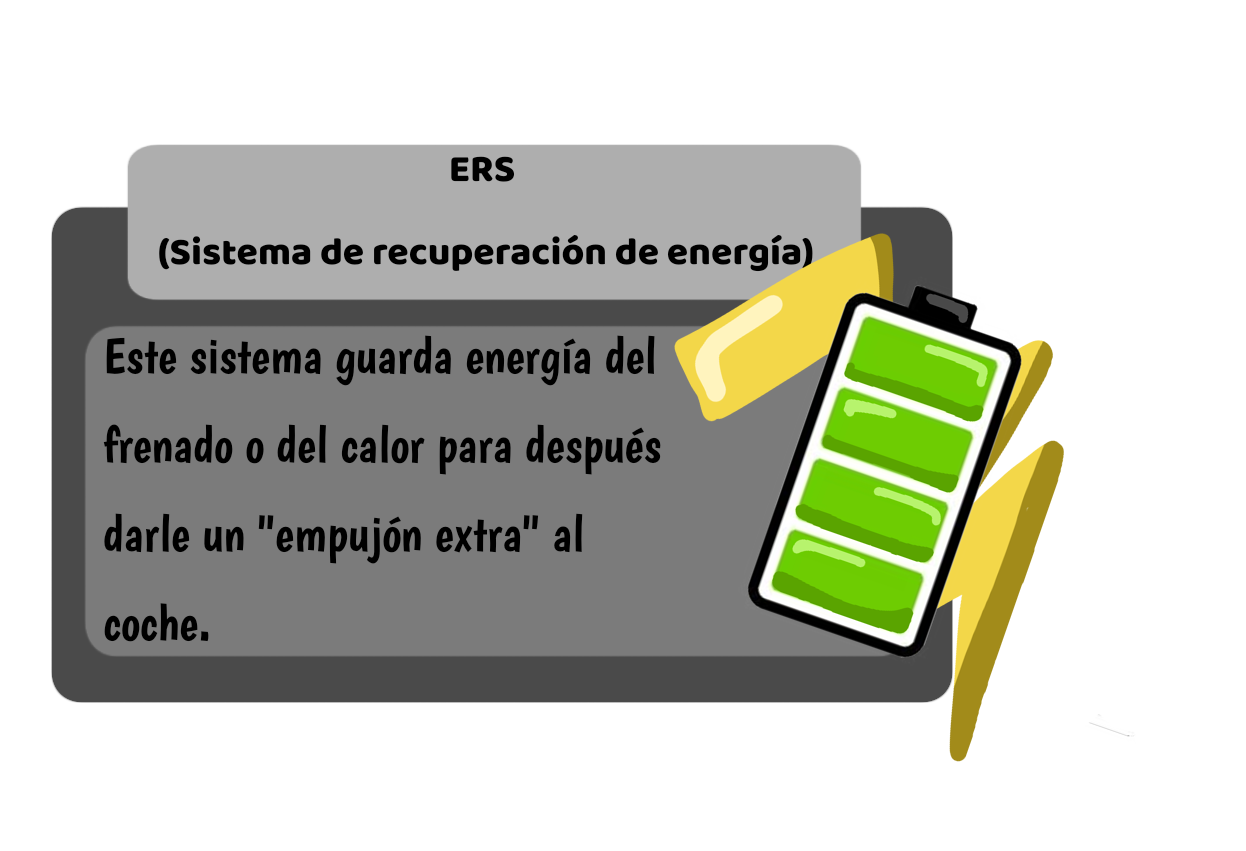 ERS
(Sistema de recuperación de energía)
Este sistema guarda energía del
frenado o del calor para después
darle un "empujón extra" al
coche.